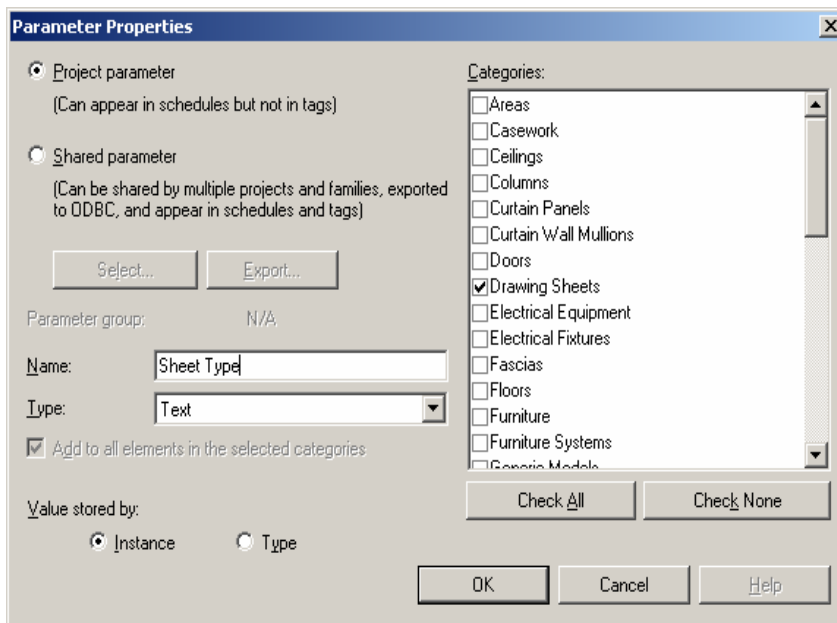 Parameter Properties
Project parameter
(Can appear in schedules but not in tags)
Shared parameter
(Can be shared by multiple projects and families, exported
to ODBC, and appear in schedules and tags)
Select...
Export...
Parameter group:
N/A
Name:
Sheet Type
Type:
Text
Add to all elements in the selected categories
Value stored by:
Instance
Type
Categories:
Areas
Casework
Ceilings
Columns
Curtain Panels
Curtain Wall Mullions
Doors
Drawing Sheets
Electrical Equipment
Electrical Fixtures
Fascias
Floors
Furniture
Furniture Systems
Generic Models
Check All
Check None
OK
Cancel
Help